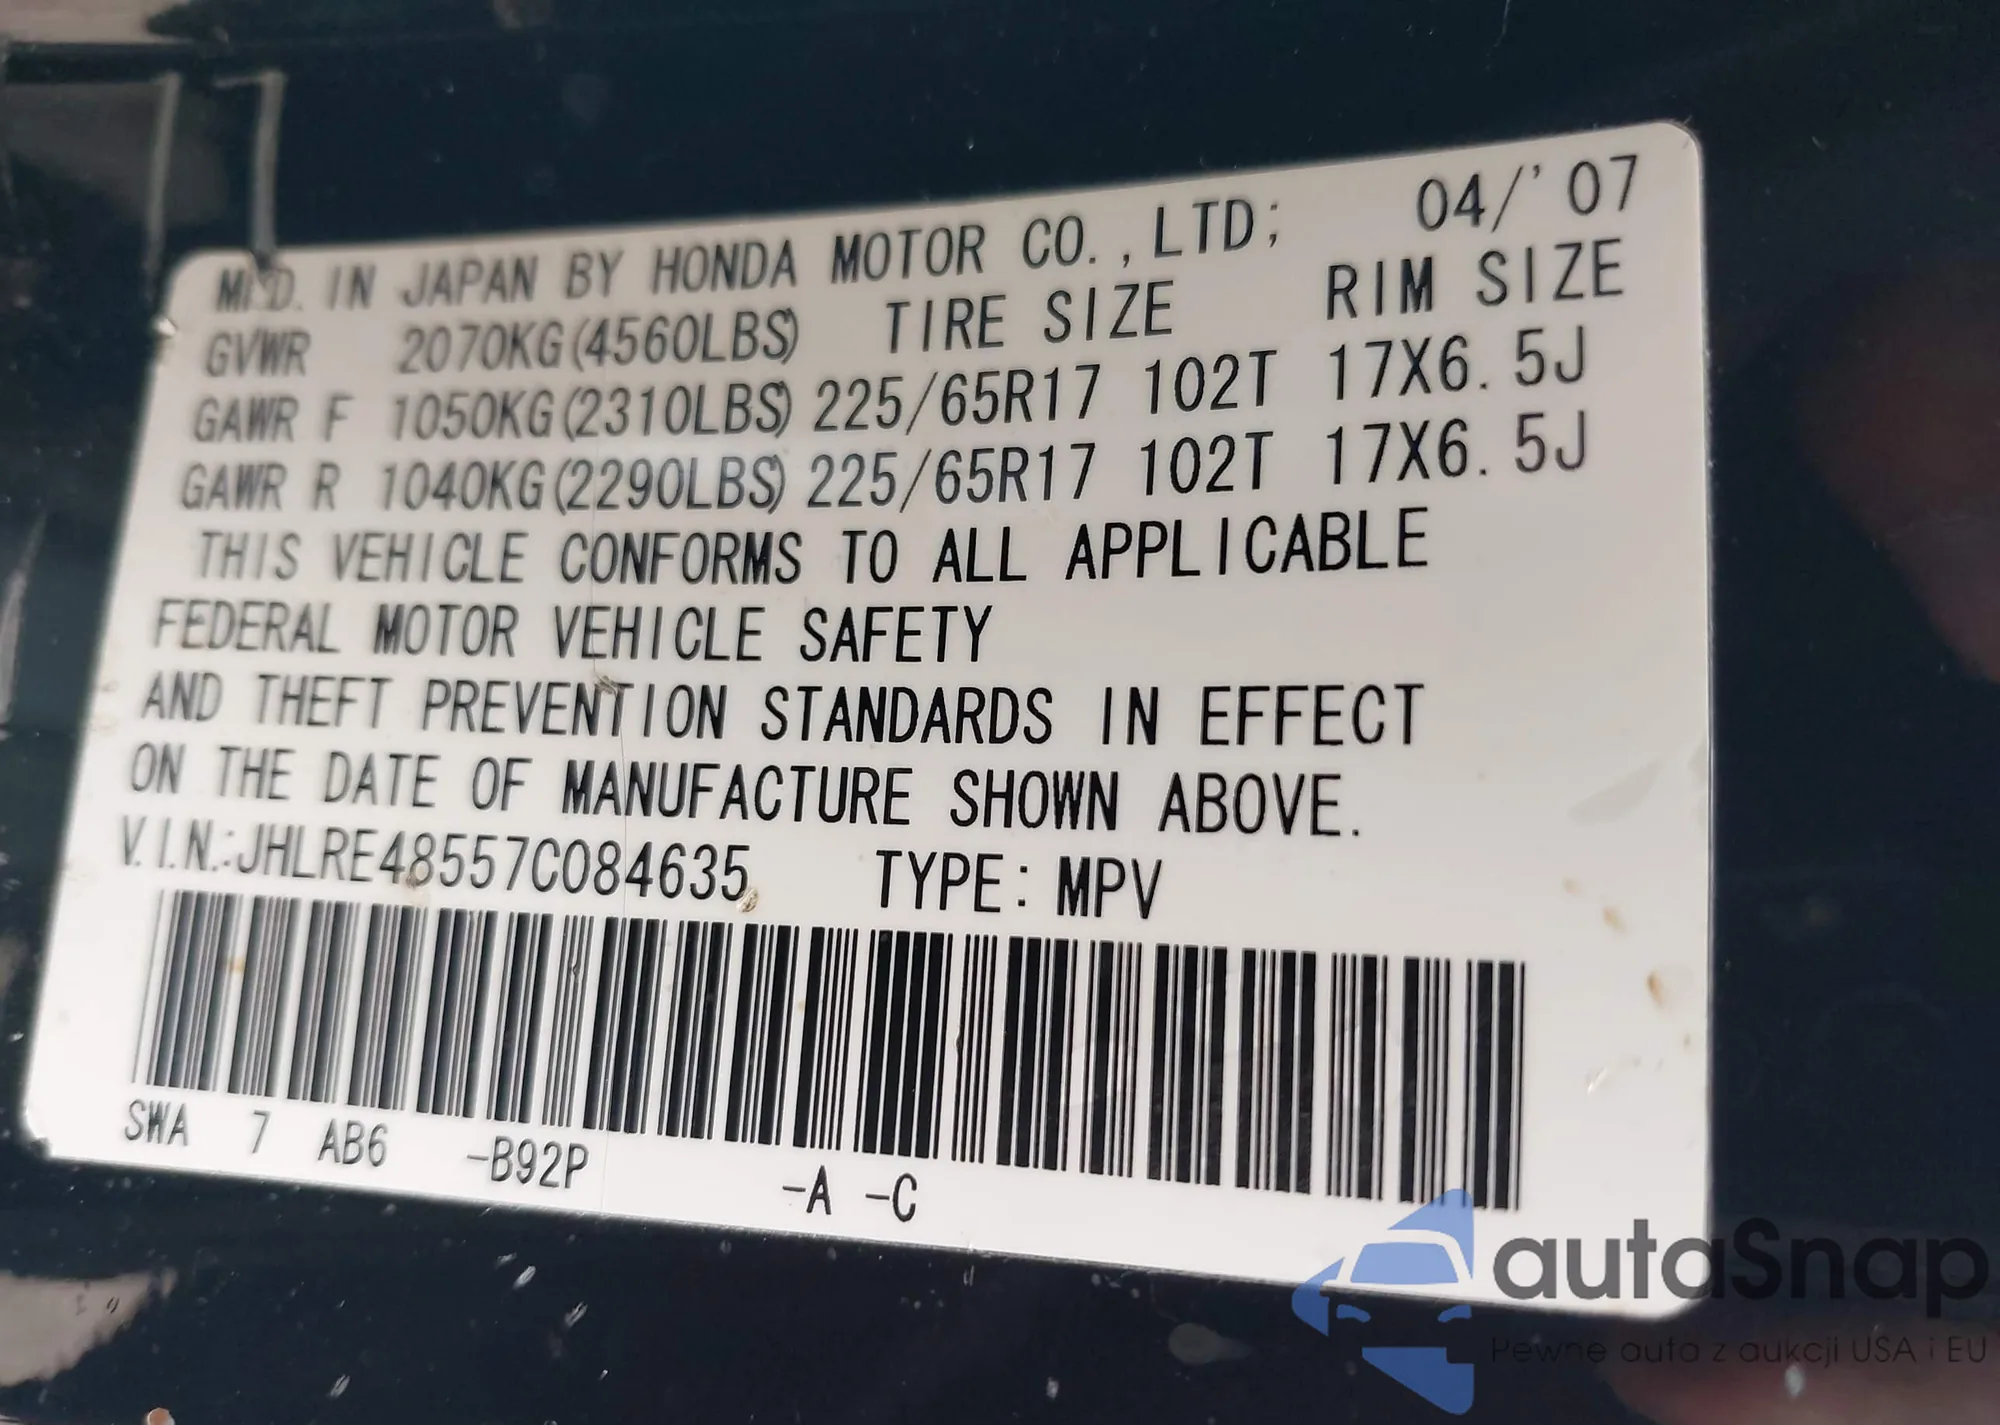 MFD. IN JAPAN BY HONDA MOTOR CO.,LTD; 04/'07
GVWR 2070KG(4560LBS) TIRE SIZE RIM SIZE
GAWR F 1050KG(2310LBS) 225/65R17 102T 17X6.5J
GAWR R 1040KG(2290LBS) 225/65R17 102T 17X6.5J
THIS VEHICLE CONFORMS TO ALL APPLICABLE
FEDERAL MOTOR VEHICLE SAFETY
AND THEFT PREVENTION STANDARDS IN EFFECT
ON THE DATE OF MANUFACTURE SHOWN ABOVE.
V.I.N.:JHLRE48557C084635 TYPE: MPV
SWA 7 AB6 -B92P -A -C
autaSnap
Pewne auta z aukcji USA i EU